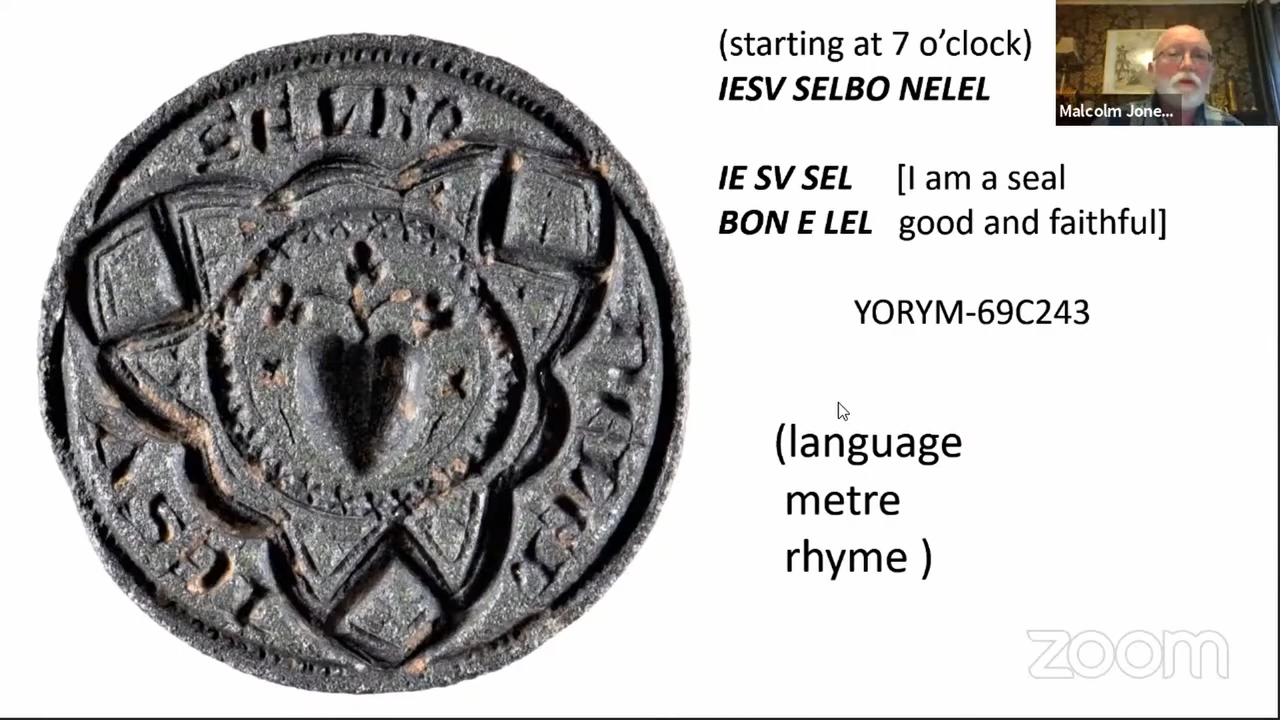 (starting at 7 o’clock)
IESV SELBO NELEL
IE SV SEL [I am a seal
BON E LEL good and faithful]
YORYM-69C243
(language
metre
rhyme )
Malcolm Jone...
zoom